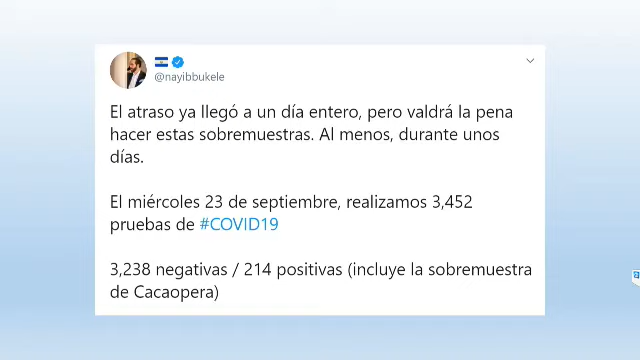 @nayibbukele
El atraso ya llegó a un día entero, pero valdrá la pena
hacer estas sobremuestras. Al menos, durante unos
días.
El miércoles 23 de septiembre, realizamos 3,452
pruebas de #COVID19
3,238 negativas / 214 positivas (incluye la sobremuestra
de Cacaopera)